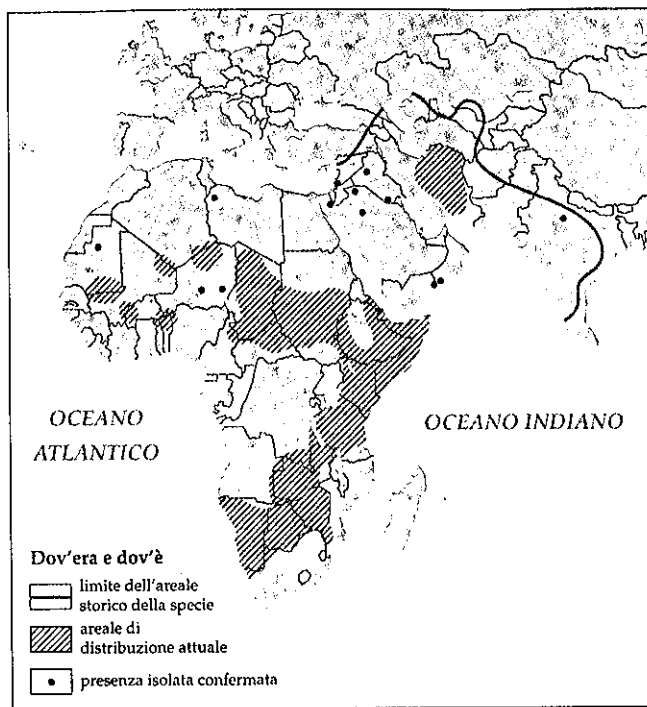 OCEANO
ATLANTICO
OCEANO INDIANO
Dov'era e dov'è
limite dell'areale
storico della specie
areale di
distribuzione attuale
presenza isolata confermata